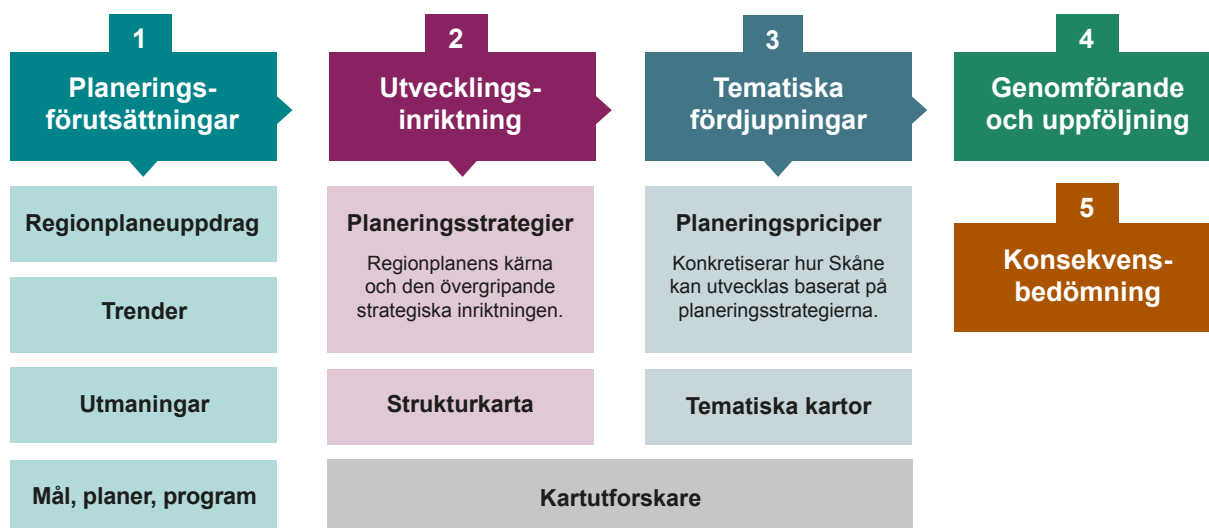 1
Planerings-
förutsättningar
Regionplaneuppdrag
Trender
Utmaningar
Mål, planer, program
2
Utvecklings-
inriktning
Planeringsstrategier
Regionplanens kärna
och den övergripande
strategiska inriktningen.
Strukturkarta
3
Tematiska
fördjupningar
Planeringspriciper
Konkretiserar hur Skåne
kan utvecklas baserat på
planeringsstrategierna.
Tematiska kartor
Kartutforskare
4
Genomförande
och uppföljning
5
Konsekvens-
bedömning